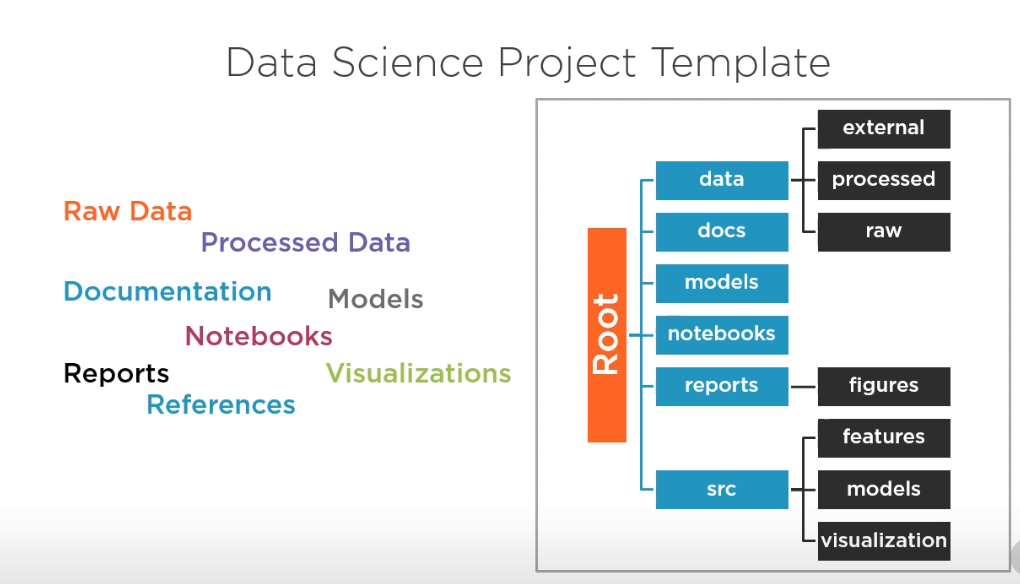 Data Science Project Template
Raw Data
Processed Data
Documentation
Models
Notebooks
Reports
Visualizations
References
Root
data
docs
models
notebooks
reports
src
external
processed
raw
figures
features
models
visualization